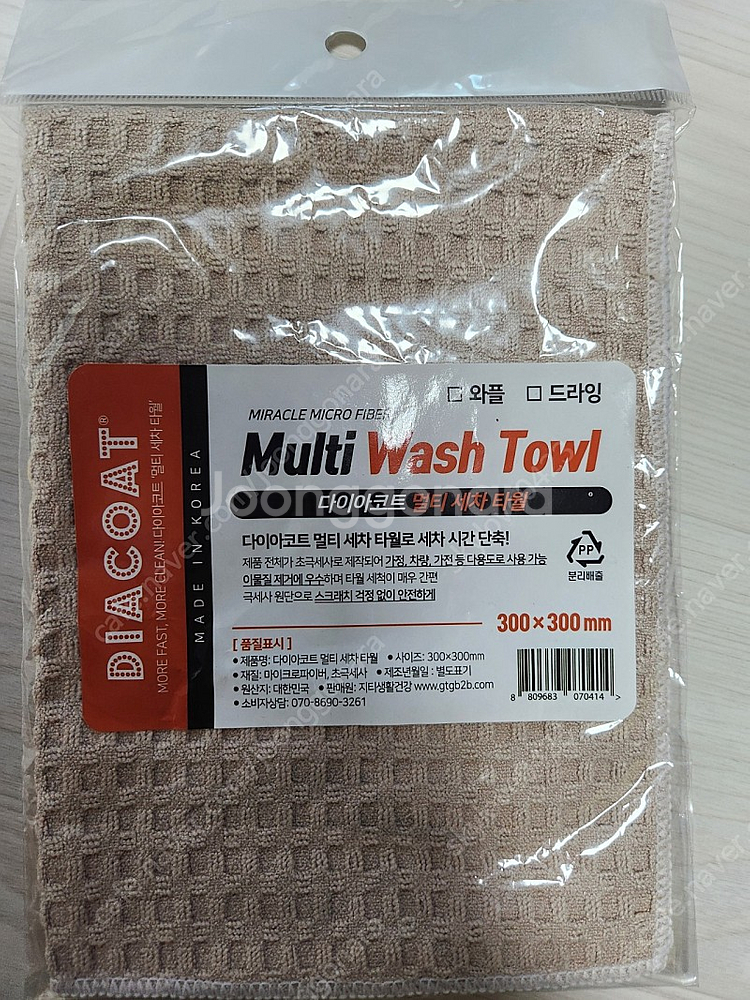 □ 와플 □ 드라잉
MIRACLE MICRO FIBER
Multi Wash Towl
다이아코트 멀티 세차 타월
다이아코트 멀티 세차 타월로 세차 시간 단축!
제품 전체가 초극세사로 제작되어 가정, 차량, 가전 등 다용도로 사용 가능
이물질 제거에 우수하며 타월 세척이 매우 간편
극세사 원단으로 스크래치 걱정 없이 안전하게
PP
분리배출
300×300mm
[ 품질표시 ]
• 제품명: 다이아코트 멀티 세차 타월 • 사이즈: 300×300mm
• 재질: 마이크로파이버, 초극세사 • 제조년월일 : 별도표기
• 원산지: 대한민국 • 판매원: 지티생활건강 www.gtgb2b.com
• 소비자상담: 070-8690-3261
8 809683 070414 >
DIACOAT®
MORE FAST, MORE CLEAN! 다이아코트 '멀티 세차 타월'
MADE IN KOREA
Joonggonara